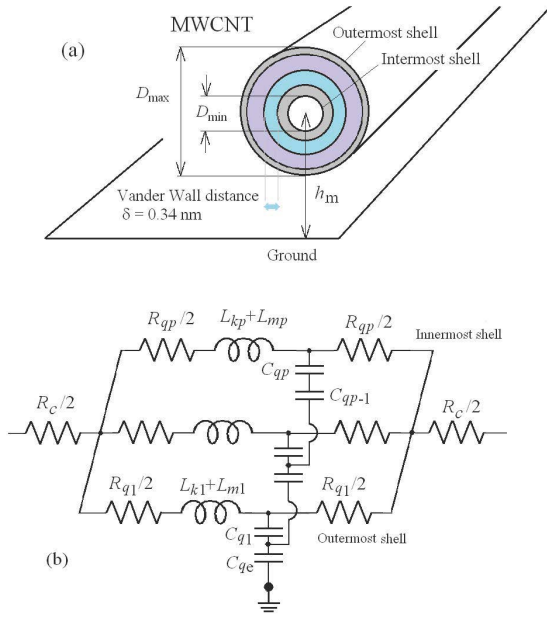 MWCNT
(a)
Outermost shell
Intermost shell
Dmax
Dmin
Vander Wall distance
δ = 0.34 nm
hm
Ground
Rqp/2
Lkp+Lmp
Rqp/2
Innermost shell
Cqp
Cqp-1
Rc/2
Rc/2
Rq1/2
Lk1+Lm1
Rq1/2
Cq1
Outermost shell
(b)
Cqe